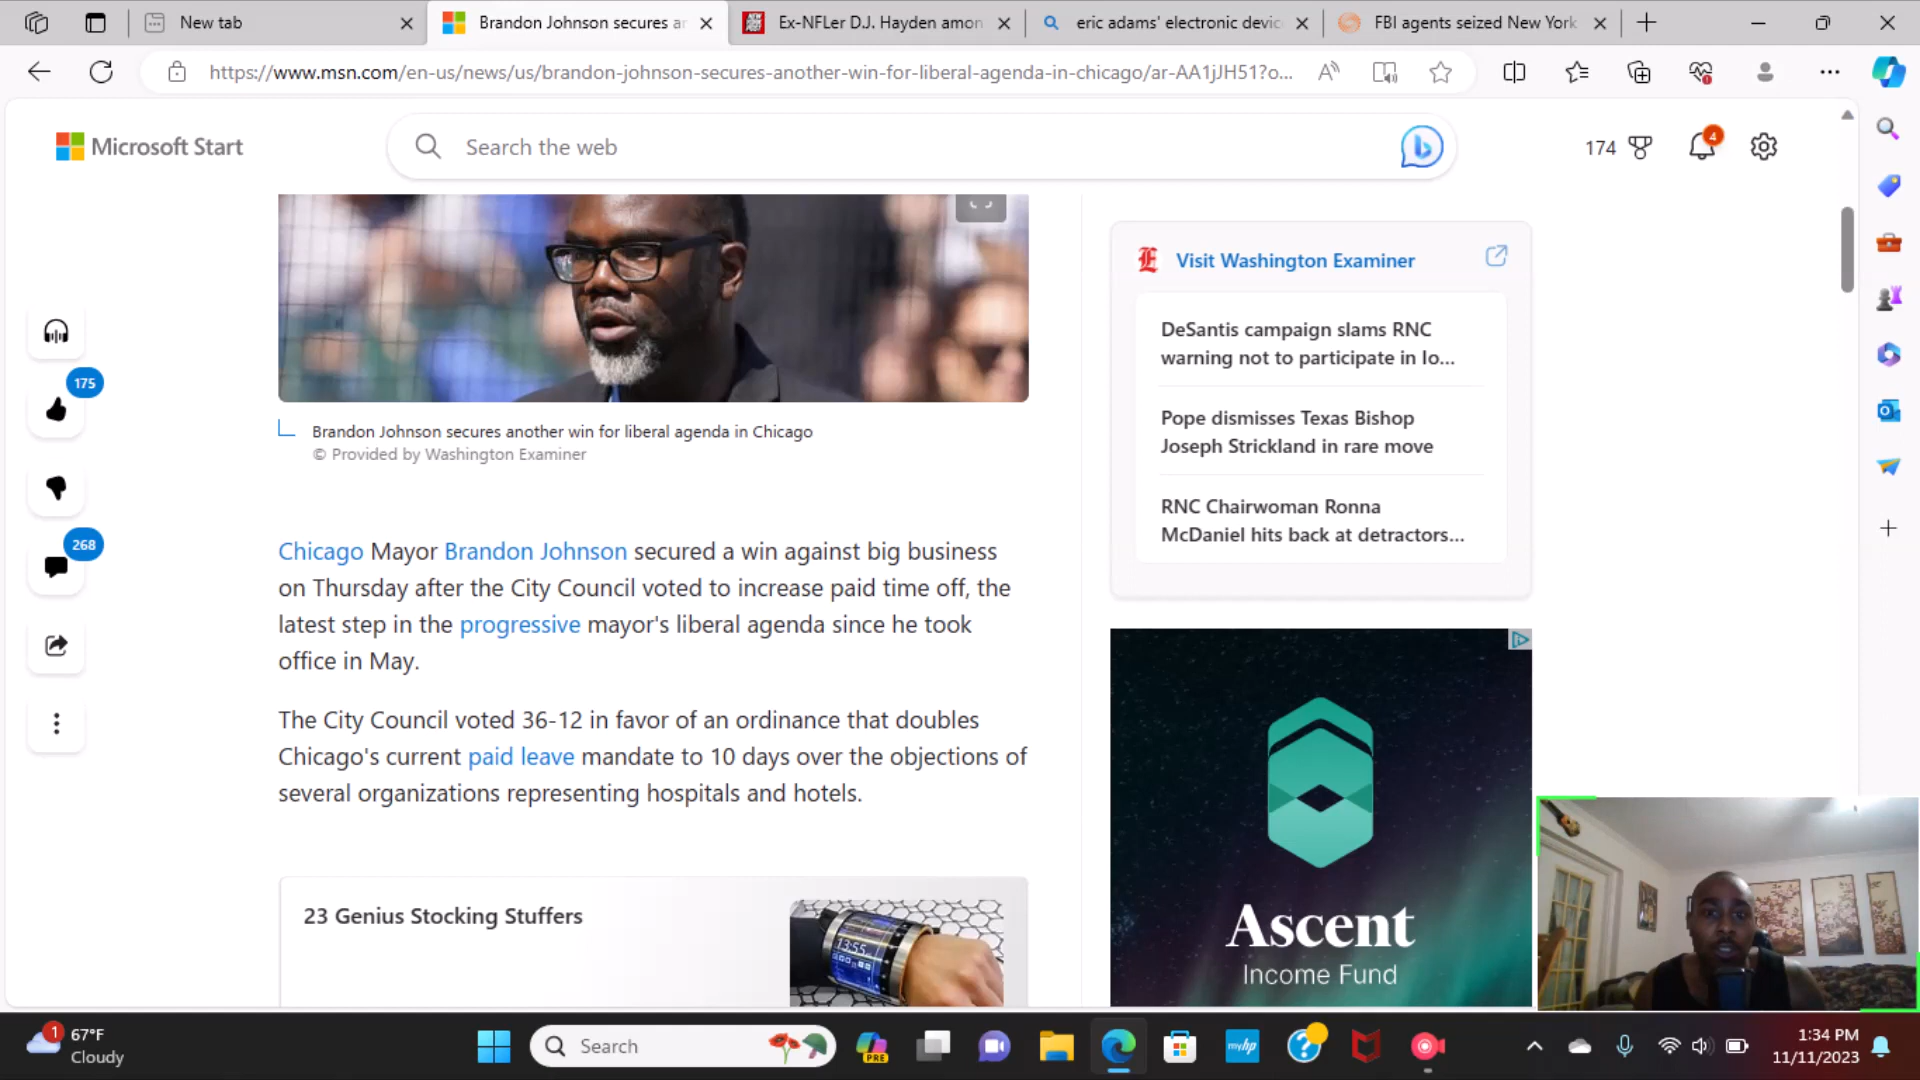 New tab
Brandon Johnson secures ar
Ex-NFLer D.J. Hayden amon
eric adams' electronic devic
FBI agents seized New York
https://www.msn.com/en-us/news/us/brandon-johnson-secures-another-win-for-liberal-agenda-in-chicago/ar-AA1jJH51?o...
Microsoft Start
Search the web
174
4
Visit Washington Examiner
DeSantis campaign slams RNC
warning not to participate in lo...
Pope dismisses Texas Bishop
Joseph Strickland in rare move
RNC Chairwoman Ronna
McDaniel hits back at detractors...
175
268
Brandon Johnson secures another win for liberal agenda in Chicago
© Provided by Washington Examiner
Chicago Mayor Brandon Johnson secured a win against big business
on Thursday after the City Council voted to increase paid time off, the
latest step in the progressive mayor's liberal agenda since he took
office in May.
The City Council voted 36-12 in favor of an ordinance that doubles
Chicago's current paid leave mandate to 10 days over the objections of
several organizations representing hospitals and hotels.
23 Genius Stocking Stuffers
13:55
Ascent
Income Fund
1
67°F
Cloudy
Search
PRE
myhp
1:34 PM
11/11/2023